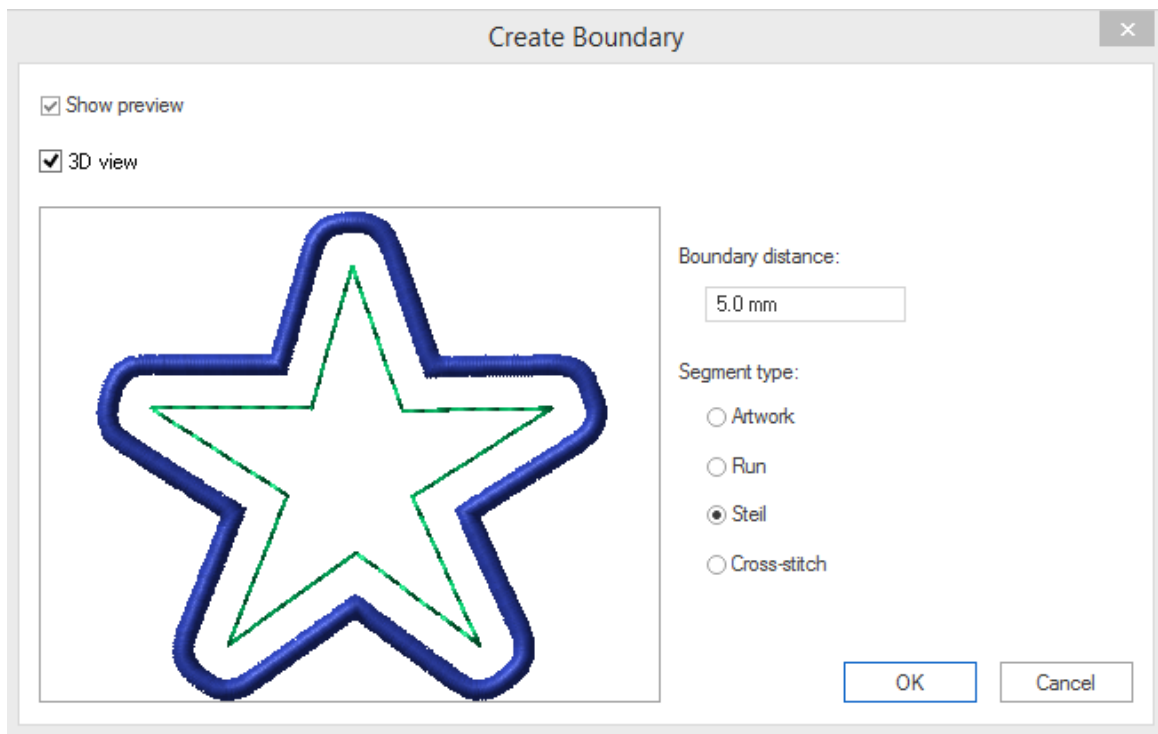 Create Boundary
Show preview
3D view
Boundary distance:
5.0 mm
Segment type:
Artwork
Run
Steil
Cross-stitch
OK
Cancel